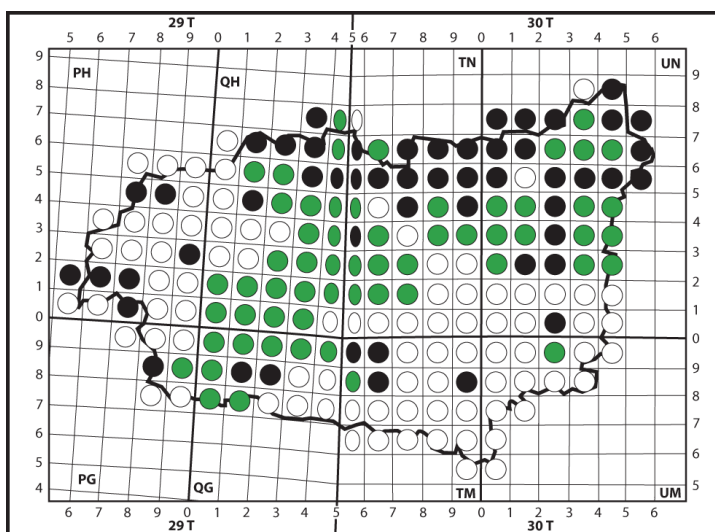 29 T 30 T
5 6 7 8 9 0 1 2 3 4 5 6 7 8 9 0 1 2 3 4 5 6
9 TN UN
PH 9
8 QH
7 8
6 7
5 6
4 5
3 4
2 3
1 2
0 1
9 0
8 9
7 8
6 7
5 6
PG QG TM UM
4 5
6 7 8 9 0 1 2 3 4 5 6 7 8 9 0 1 2 3 4 5 6
29 T 30 T